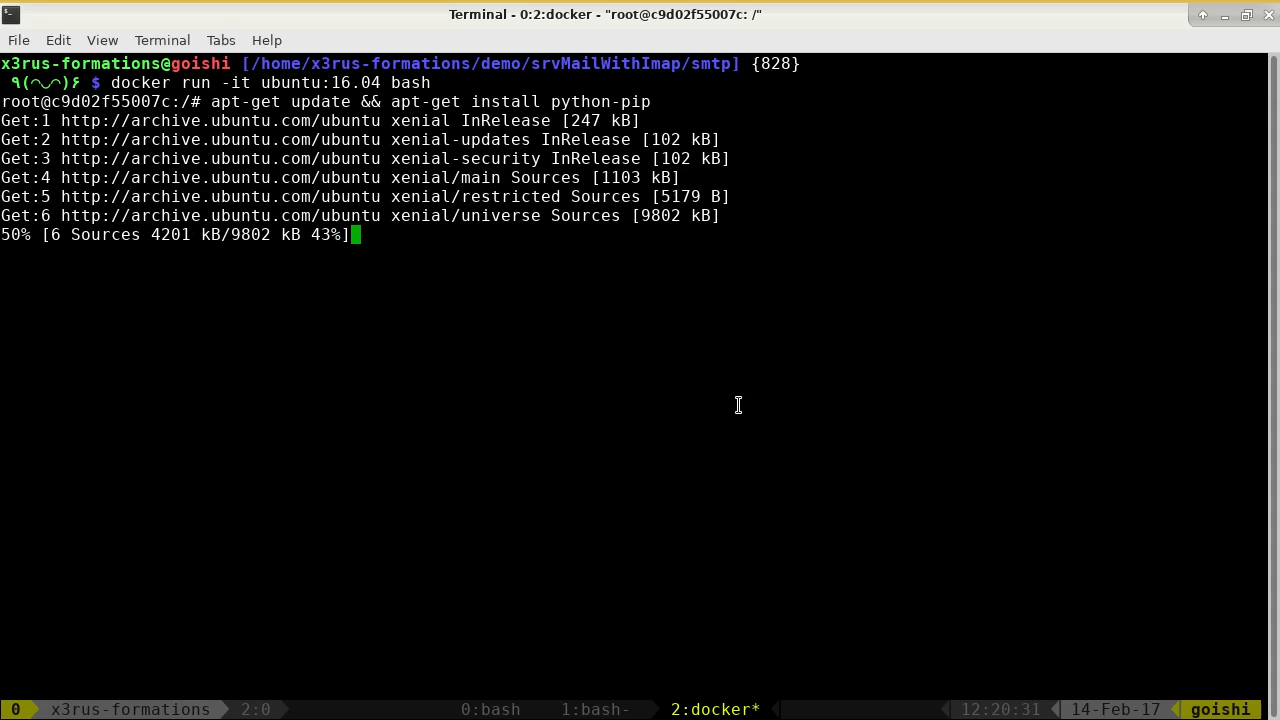 Terminal - 0:2:docker - "root@c9d02f55007c: /"
File Edit View Terminal Tabs Help
x3rus-formations@goishi [/home/x3rus-formations/demo/srvMailWithImap/smtp] {828}
٩(◠◡◠)۶ $ docker run -it ubuntu:16.04 bash
root@c9d02f55007c:/# apt-get update && apt-get install python-pip
Get:1 http://archive.ubuntu.com/ubuntu xenial InRelease [247 kB]
Get:2 http://archive.ubuntu.com/ubuntu xenial-updates InRelease [102 kB]
Get:3 http://archive.ubuntu.com/ubuntu xenial-security InRelease [102 kB]
Get:4 http://archive.ubuntu.com/ubuntu xenial/main Sources [1103 kB]
Get:5 http://archive.ubuntu.com/ubuntu xenial/restricted Sources [5179 B]
Get:6 http://archive.ubuntu.com/ubuntu xenial/universe Sources [9802 kB]
50% [6 Sources 4201 kB/9802 kB 43%]
0 x3rus-formations 2:0 0:bash 1:bash- 2:docker* 12:20:31 14-Feb-17 goishi